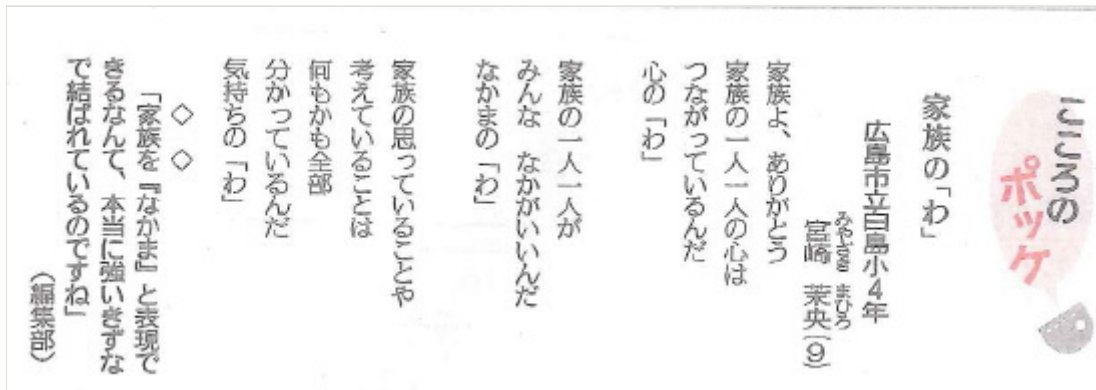 こころの
ポッケ
家族の「わ」
広島市立白島小4年
みやざき まひろ
宮崎 茉央(9)
家族よ、ありがとう
家族の一人一人の心は
つながっているんだ
心の「わ」
家族の一人一人が
みんな なかがいいんだ
なかまの「わ」
家族の思っていることや
考えていることは
何もかも全部
分かっているんだ
気持ちの「わ」
◇ ◇
「家族を『なかま』と表現で
きるなんて、本当に強いきずな
で結ばれているのですね」
(編集部)